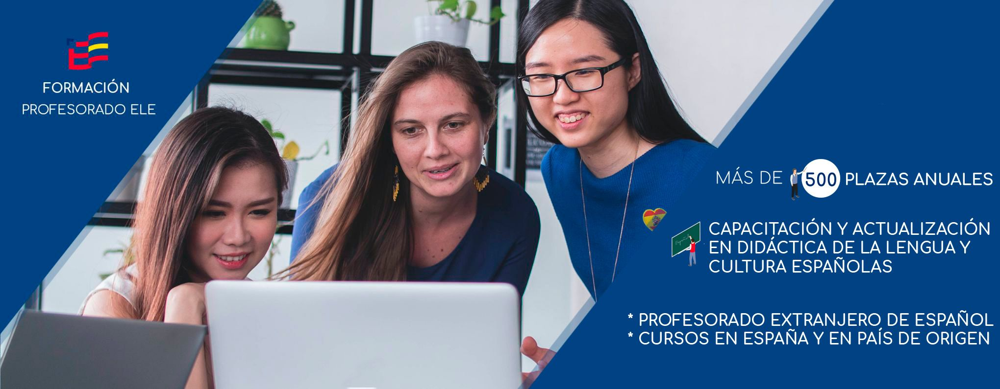 FORMACIÓN
PROFESORADO ELE
MÁS DE 500 PLAZAS ANUALES
Español
CAPACITACIÓN Y ACTUALIZACIÓN
EN DIDÁCTICA DE LA LENGUA Y
CULTURA ESPAÑOLAS
* PROFESORADO EXTRANJERO DE ESPAÑOL
* CURSOS EN ESPAÑA Y EN PAÍS DE ORIGEN